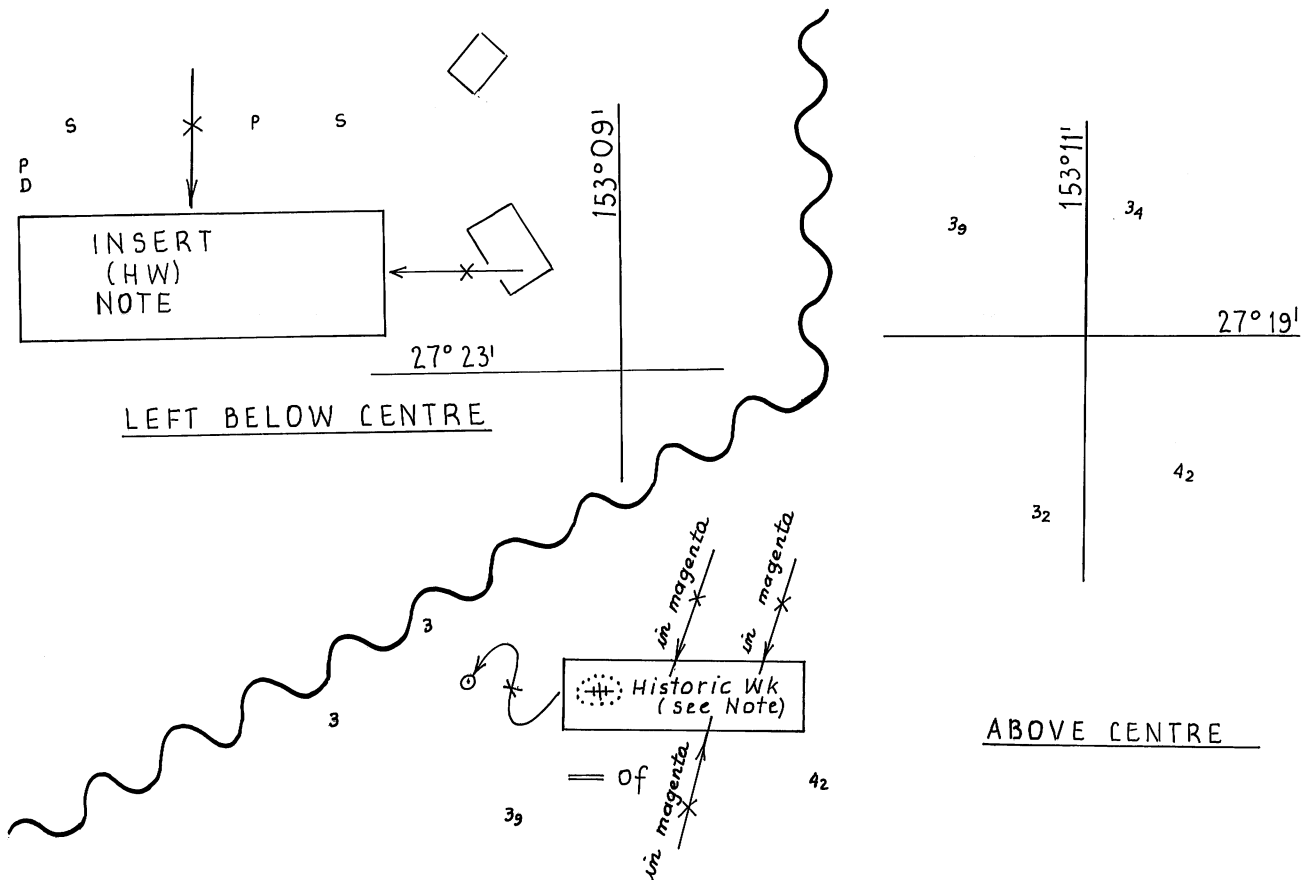 S
P
S
P
D
INSERT
(HW)
NOTE
153°09'
27°23'
LEFT BELOW CENTRE
153°11'
39
34
27°19'
42
32
ABOVE CENTRE
in magenta
in magenta
3
3
Historic Wk
(see Note)
= Of
in magenta
42
39